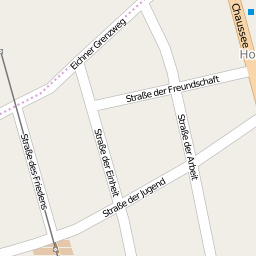 Eichner Grenzweg
Chaussee
Ho
Straße der Freundschaft
Straße des Friedens
Straße der Einheit
Straße der Arbeit
Straße der Jugend